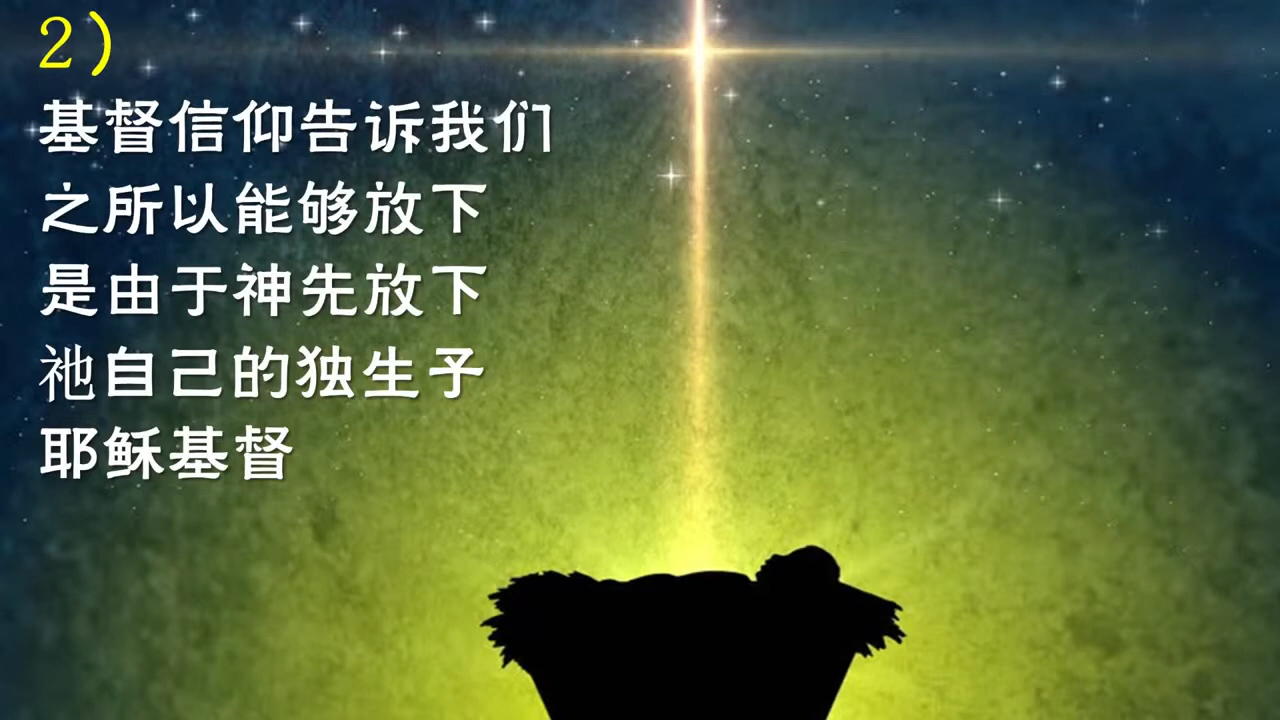 2）
基督信仰告诉我们
之所以能够放下
是由于神先放下
祂自己的独生子
耶稣基督